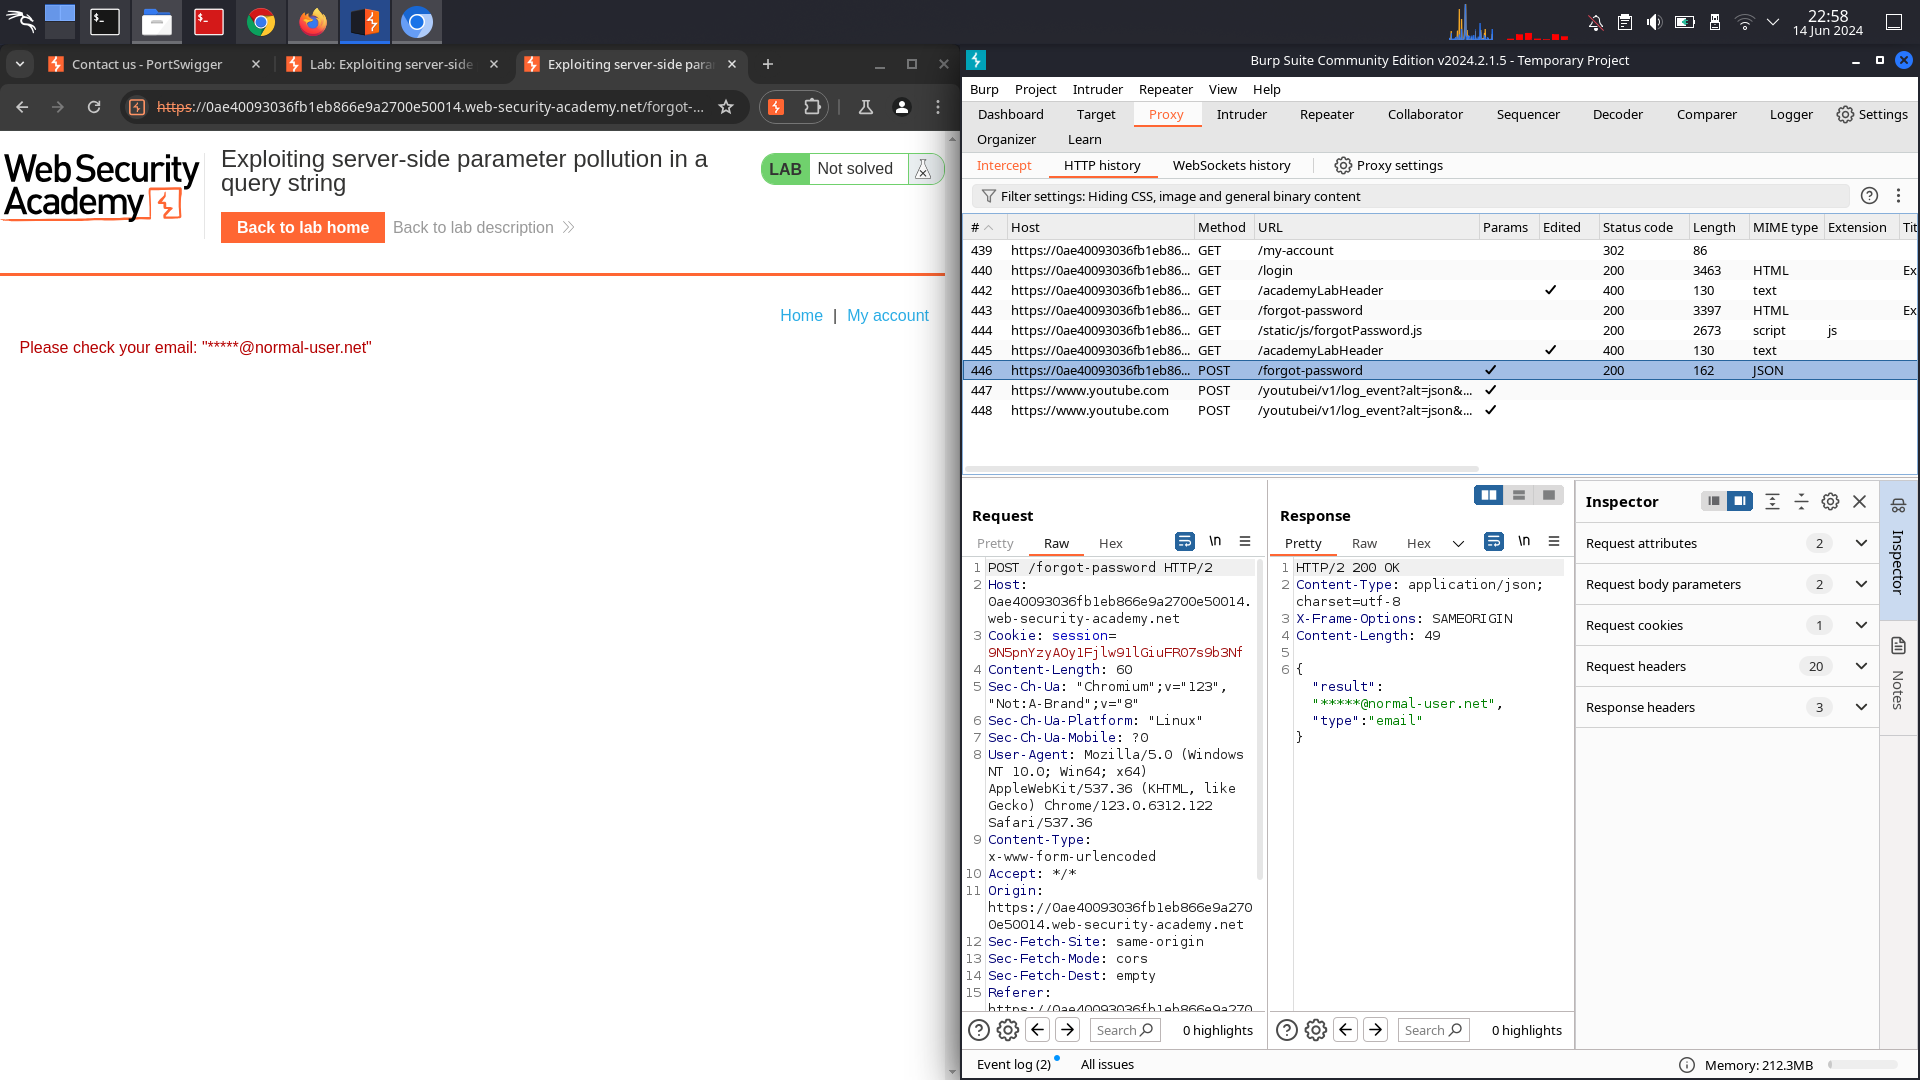 22:58
14 Jun 2024
Contact us - PortSwigger
Lab: Exploiting server-side
Exploiting server-side para
https://0ae40093036fb1eb866e9a2700e50014.web-security-academy.net/forgot-...
Web Security
Academy
Exploiting server-side parameter pollution in a
query string
LAB Not solved
Back to lab home
Back to lab description
Home | My account
Please check your email: "*****@normal-user.net"
Burp Suite Community Edition v2024.2.1.5 - Temporary Project
Burp Project Intruder Repeater View Help
Dashboard Target Proxy Intruder Repeater Collaborator Sequencer Decoder Comparer Logger Settings
Organizer Learn
Intercept HTTP history WebSockets history Proxy settings
Filter settings: Hiding CSS, image and general binary content
# Host Method URL Params Edited Status code Length MIME type Extension Tit
439 https://0ae40093036fb1eb86... GET /my-account 302 86
440 https://0ae40093036fb1eb86... GET /login 200 3463 HTML Ex
442 https://0ae40093036fb1eb86... GET /academyLabHeader ✓ 400 130 text
443 https://0ae40093036fb1eb86... GET /forgot-password 200 3397 HTML Ex
444 https://0ae40093036fb1eb86... GET /static/js/forgotPassword.js 200 2673 script js
445 https://0ae40093036fb1eb86... GET /academyLabHeader ✓ 400 130 text
446 https://0ae40093036fb1eb86... POST /forgot-password ✓ 200 162 JSON
447 https://www.youtube.com POST /youtubei/v1/log_event?alt=json&... ✓
448 https://www.youtube.com POST /youtubei/v1/log_event?alt=json&... ✓
Request
Pretty Raw Hex \n
1 POST /forgot-password HTTP/2
2 Host:
0ae40093036fb1eb866e9a2700e50014.
web-security-academy.net
3 Cookie: session=
9N5pnYzyAOy1Fjlw91lGiuFR07s9b3Nf
4 Content-Length: 60
5 Sec-Ch-Ua: "Chromium";v="123",
"Not:A-Brand";v="8"
6 Sec-Ch-Ua-Platform: "Linux"
7 Sec-Ch-Ua-Mobile: ?0
8 User-Agent: Mozilla/5.0 (Windows
NT 10.0; Win64; x64)
AppleWebKit/537.36 (KHTML, like
Gecko) Chrome/123.0.6312.122
Safari/537.36
9 Content-Type:
x-www-form-urlencoded
10 Accept: */*
11 Origin:
https://0ae40093036fb1eb866e9a270
0e50014.web-security-academy.net
12 Sec-Fetch-Site: same-origin
13 Sec-Fetch-Mode: cors
14 Sec-Fetch-Dest: empty
15 Referer:
https://0ae40093036fb1eb866e9a270
Search 0 highlights
Response
Pretty Raw Hex \n
1 HTTP/2 200 OK
2 Content-Type: application/json;
charset=utf-8
3 X-Frame-Options: SAMEORIGIN
4 Content-Length: 49
5
6 {
"result":
"*****@normal-user.net",
"type":"email"
}
Search 0 highlights
Inspector
Request attributes 2
Request body parameters 2
Request cookies 1
Request headers 20
Response headers 3
Inspector
Notes
Event log (2) All issues
Memory: 212.3MB